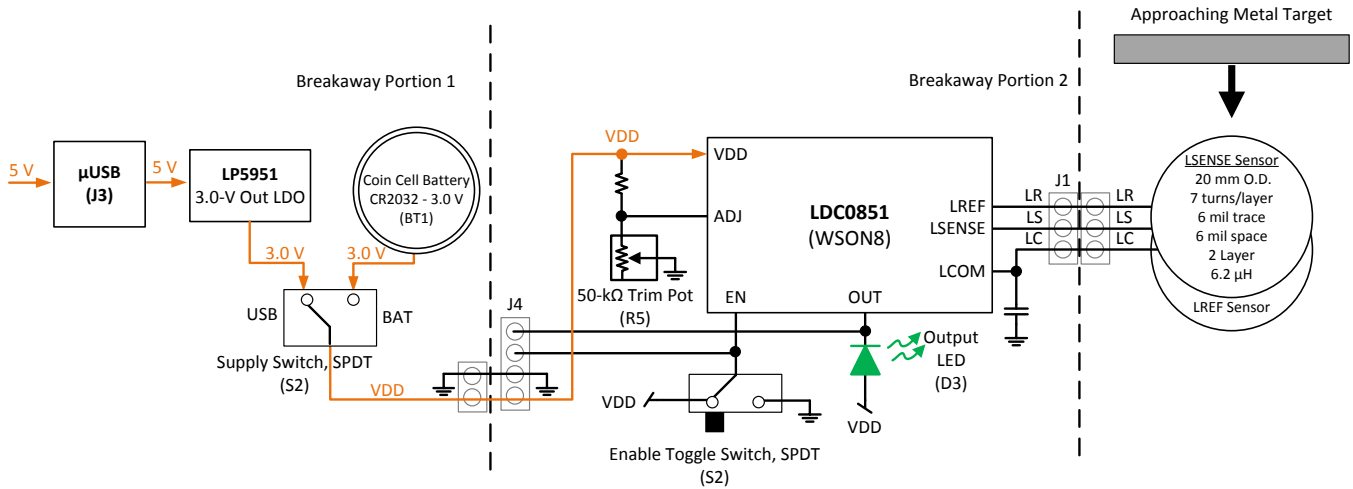 Approaching Metal Target
Breakaway Portion 1
Breakaway Portion 2
5 V
µUSB
(J3)
5 V
LP5951
3.0-V Out LDO
Coin Cell Battery
CR2032 - 3.0 V
(BT1)
3.0 V
3.0 V
USB
BAT
Supply Switch, SPDT
(S2)
VDD
J4
VDD
50-kΩ Trim Pot
(R5)
VDD
ADJ
LDC0851
(WSON8)
LREF
LSENSE
LCOM
EN
OUT
Output
LED
(D3)
VDD
VDD
Enable Toggle Switch, SPDT
(S2)
J1
LR
LR
LS
LS
LC
LC
LSENSE Sensor
20 mm O.D.
7 turns/layer
6 mil trace
6 mil space
2 Layer
6.2 µH
LREF Sensor